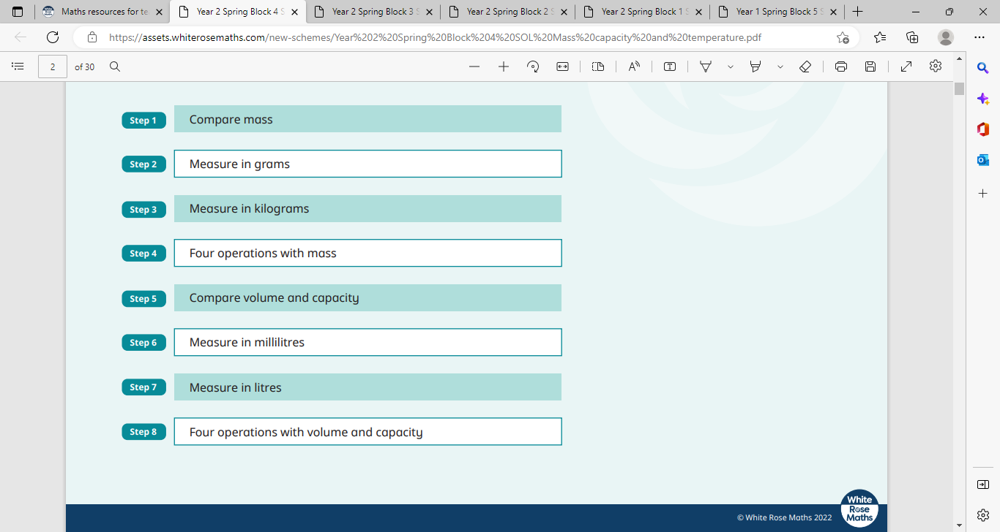 Maths resources for te
Year 2 Spring Block 4 S
Year 2 Spring Block 3 S
Year 2 Spring Block 2 S
Year 2 Spring Block 1 S
Year 1 Spring Block 5 S
https://assets.whiterosemaths.com/new-schemes/Year%202%20Spring%20Block%204%20SOL%20Mass%20capacity%20and%20temperature.pdf
2 of 30
Step 1 Compare mass
Step 2 Measure in grams
Step 3 Measure in kilograms
Step 4 Four operations with mass
Step 5 Compare volume and capacity
Step 6 Measure in millilitres
Step 7 Measure in litres
Step 8 Four operations with volume and capacity
© White Rose Maths 2022
White
Rose
Maths